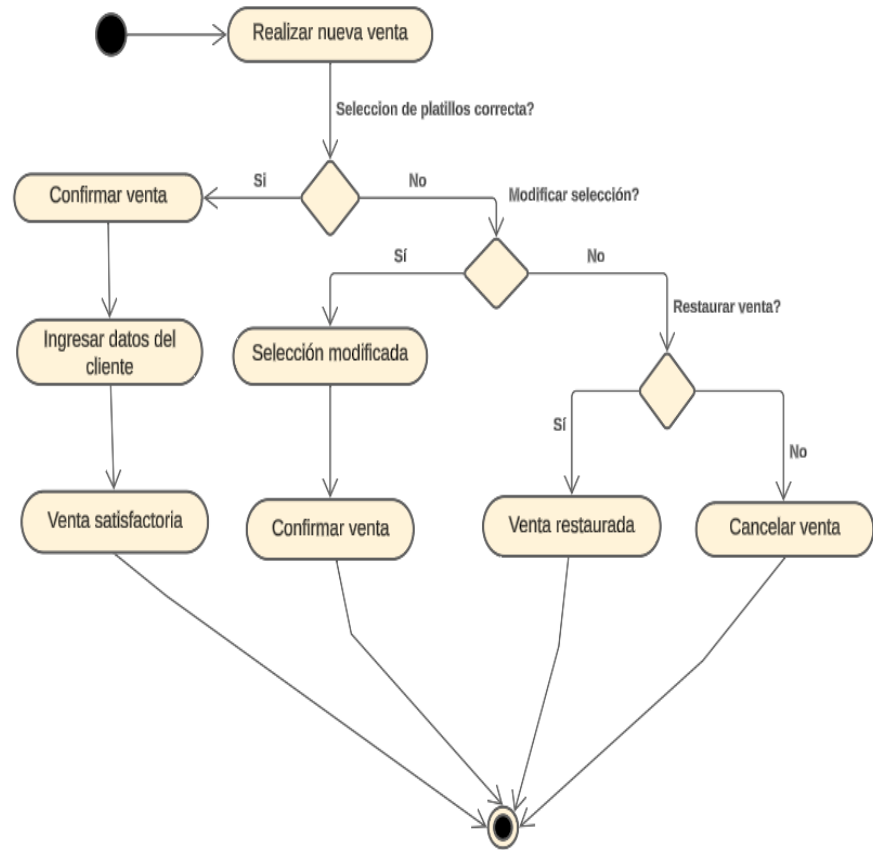 Realizar nueva venta
Seleccion de platillos correcta?
Si
No
Confirmar venta
Modificar selección?
Sí
No
Restaurar venta?
Ingresar datos del
cliente
Selección modificada
Sí
No
Venta satisfactoria
Confirmar venta
Venta restaurada
Cancelar venta